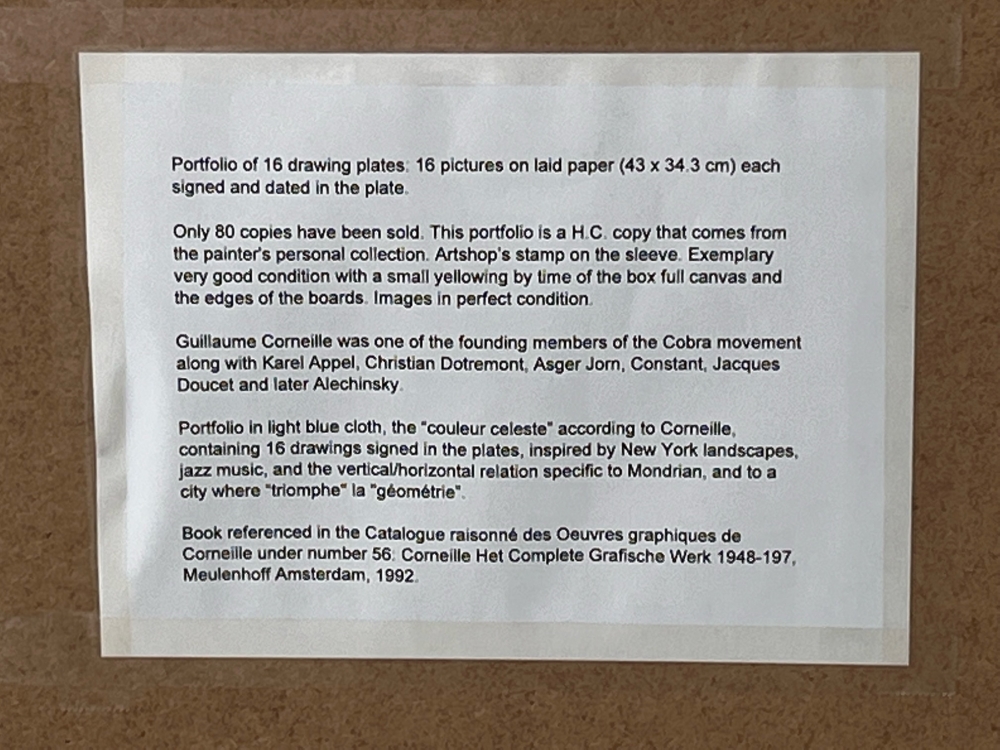 Portfolio of 16 drawing plates: 16 pictures on laid paper (43 x 34.3 cm) each
signed and dated in the plate.
Only 80 copies have been sold. This portfolio is a H.C. copy that comes from
the painter's personal collection. Artshop's stamp on the sleeve. Exemplary
very good condition with a small yellowing by time of the box full canvas and
the edges of the boards. Images in perfect condition.
Guillaume Corneille was one of the founding members of the Cobra movement
along with Karel Appel, Christian Dotremont, Asger Jorn, Constant, Jacques
Doucet and later Alechinsky.
Portfolio in light blue cloth, the "couleur celeste" according to Corneille,
containing 16 drawings signed in the plates, inspired by New York landscapes,
jazz music, and the vertical/horizontal relation specific to Mondrian, and to a
city where "triomphe" la "géométrie".
Book referenced in the Catalogue raisonné des Oeuvres graphiques de
Corneille under number 56: Corneille Het Complete Grafische Werk 1948-197,
Meulenhoff Amsterdam, 1992.